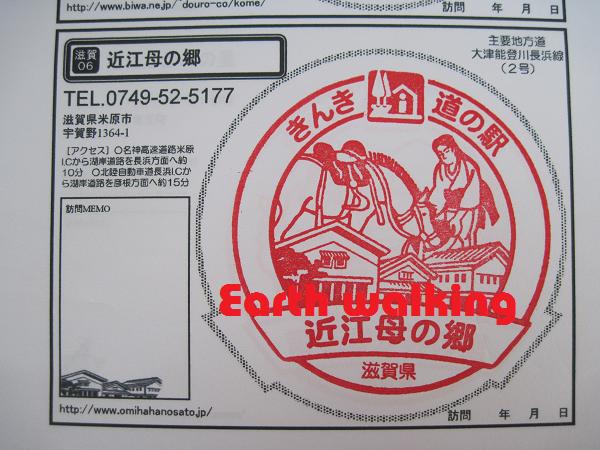 http://www.biwa.ne.jp/~douro-co/kome/
訪問　年　月　日
滋賀
06
近江母の郷
主要地方道
大津能登川長浜線
(2号)
TEL.0749-52-5177
滋賀県米原市
宇賀野1364-1
[アクセス] ○名神高速道路米原
I.Cから湖岸道路を長浜方面へ約
10分 ○北陸自動車道長浜I.Cか
ら湖岸道路を彦根方面へ約15分
訪問MEMO
きんき 道の駅
Earth walking
近江母の郷
滋賀県
http://www.omihahanosato.jp/
訪問　年　月　日